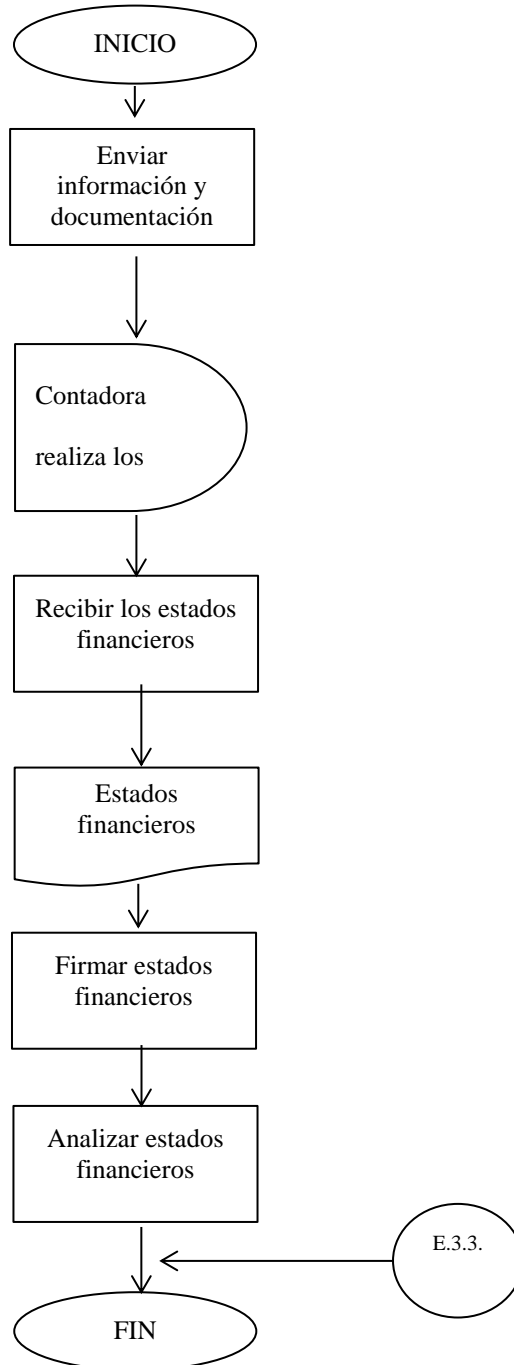 INICIO
Enviar
información y
documentación
Contadora
realiza los
Recibir los estados
financieros
Estados
financieros
Firmar estados
financieros
Analizar estados
financieros
E.3.3.
FIN